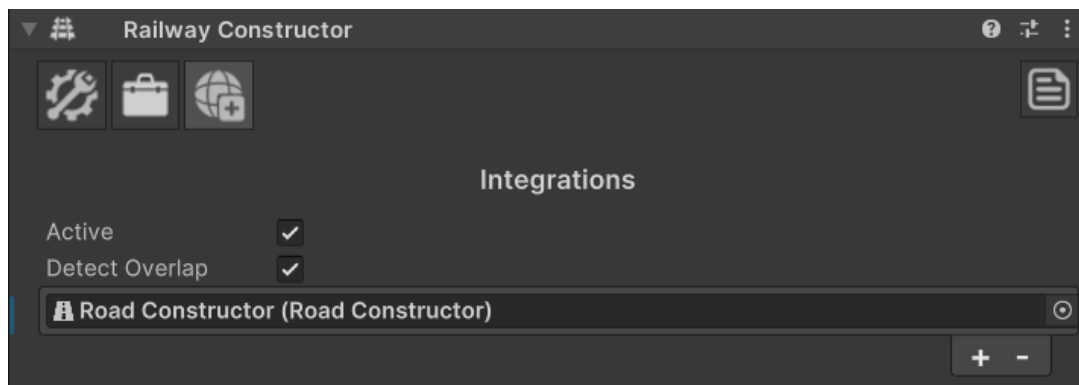 Railway Constructor
Integrations
Active
Detect Overlap
Road Constructor (Road Constructor)
+ -